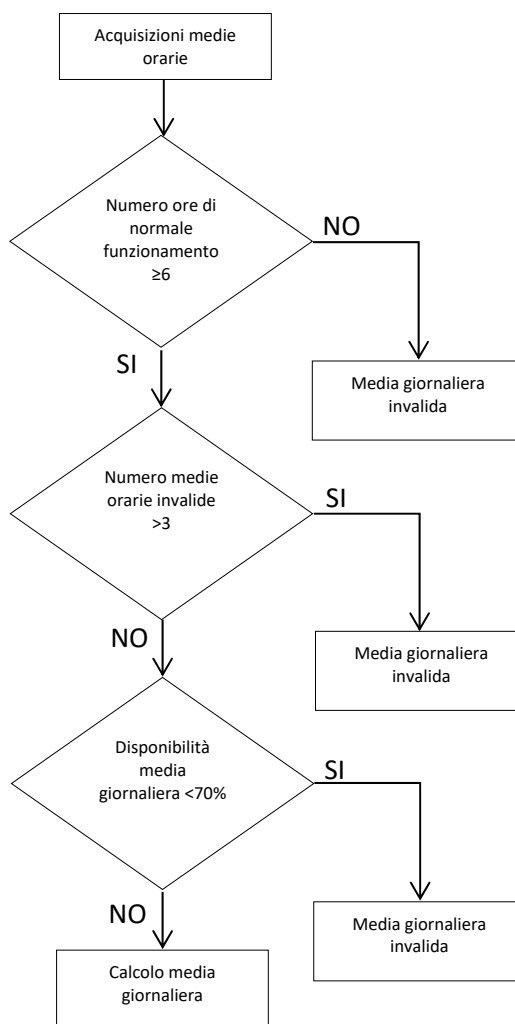 Acquisizioni medie
orarie
Numero ore di
normale
funzionamento
≥6
NO
SI
Media giornaliera
invalida
Numero medie
orarie invalide
>3
SI
NO
Media giornaliera
invalida
Disponibilità
media
giornaliera <70%
SI
NO
Media giornaliera
invalida
Calcolo media
giornaliera